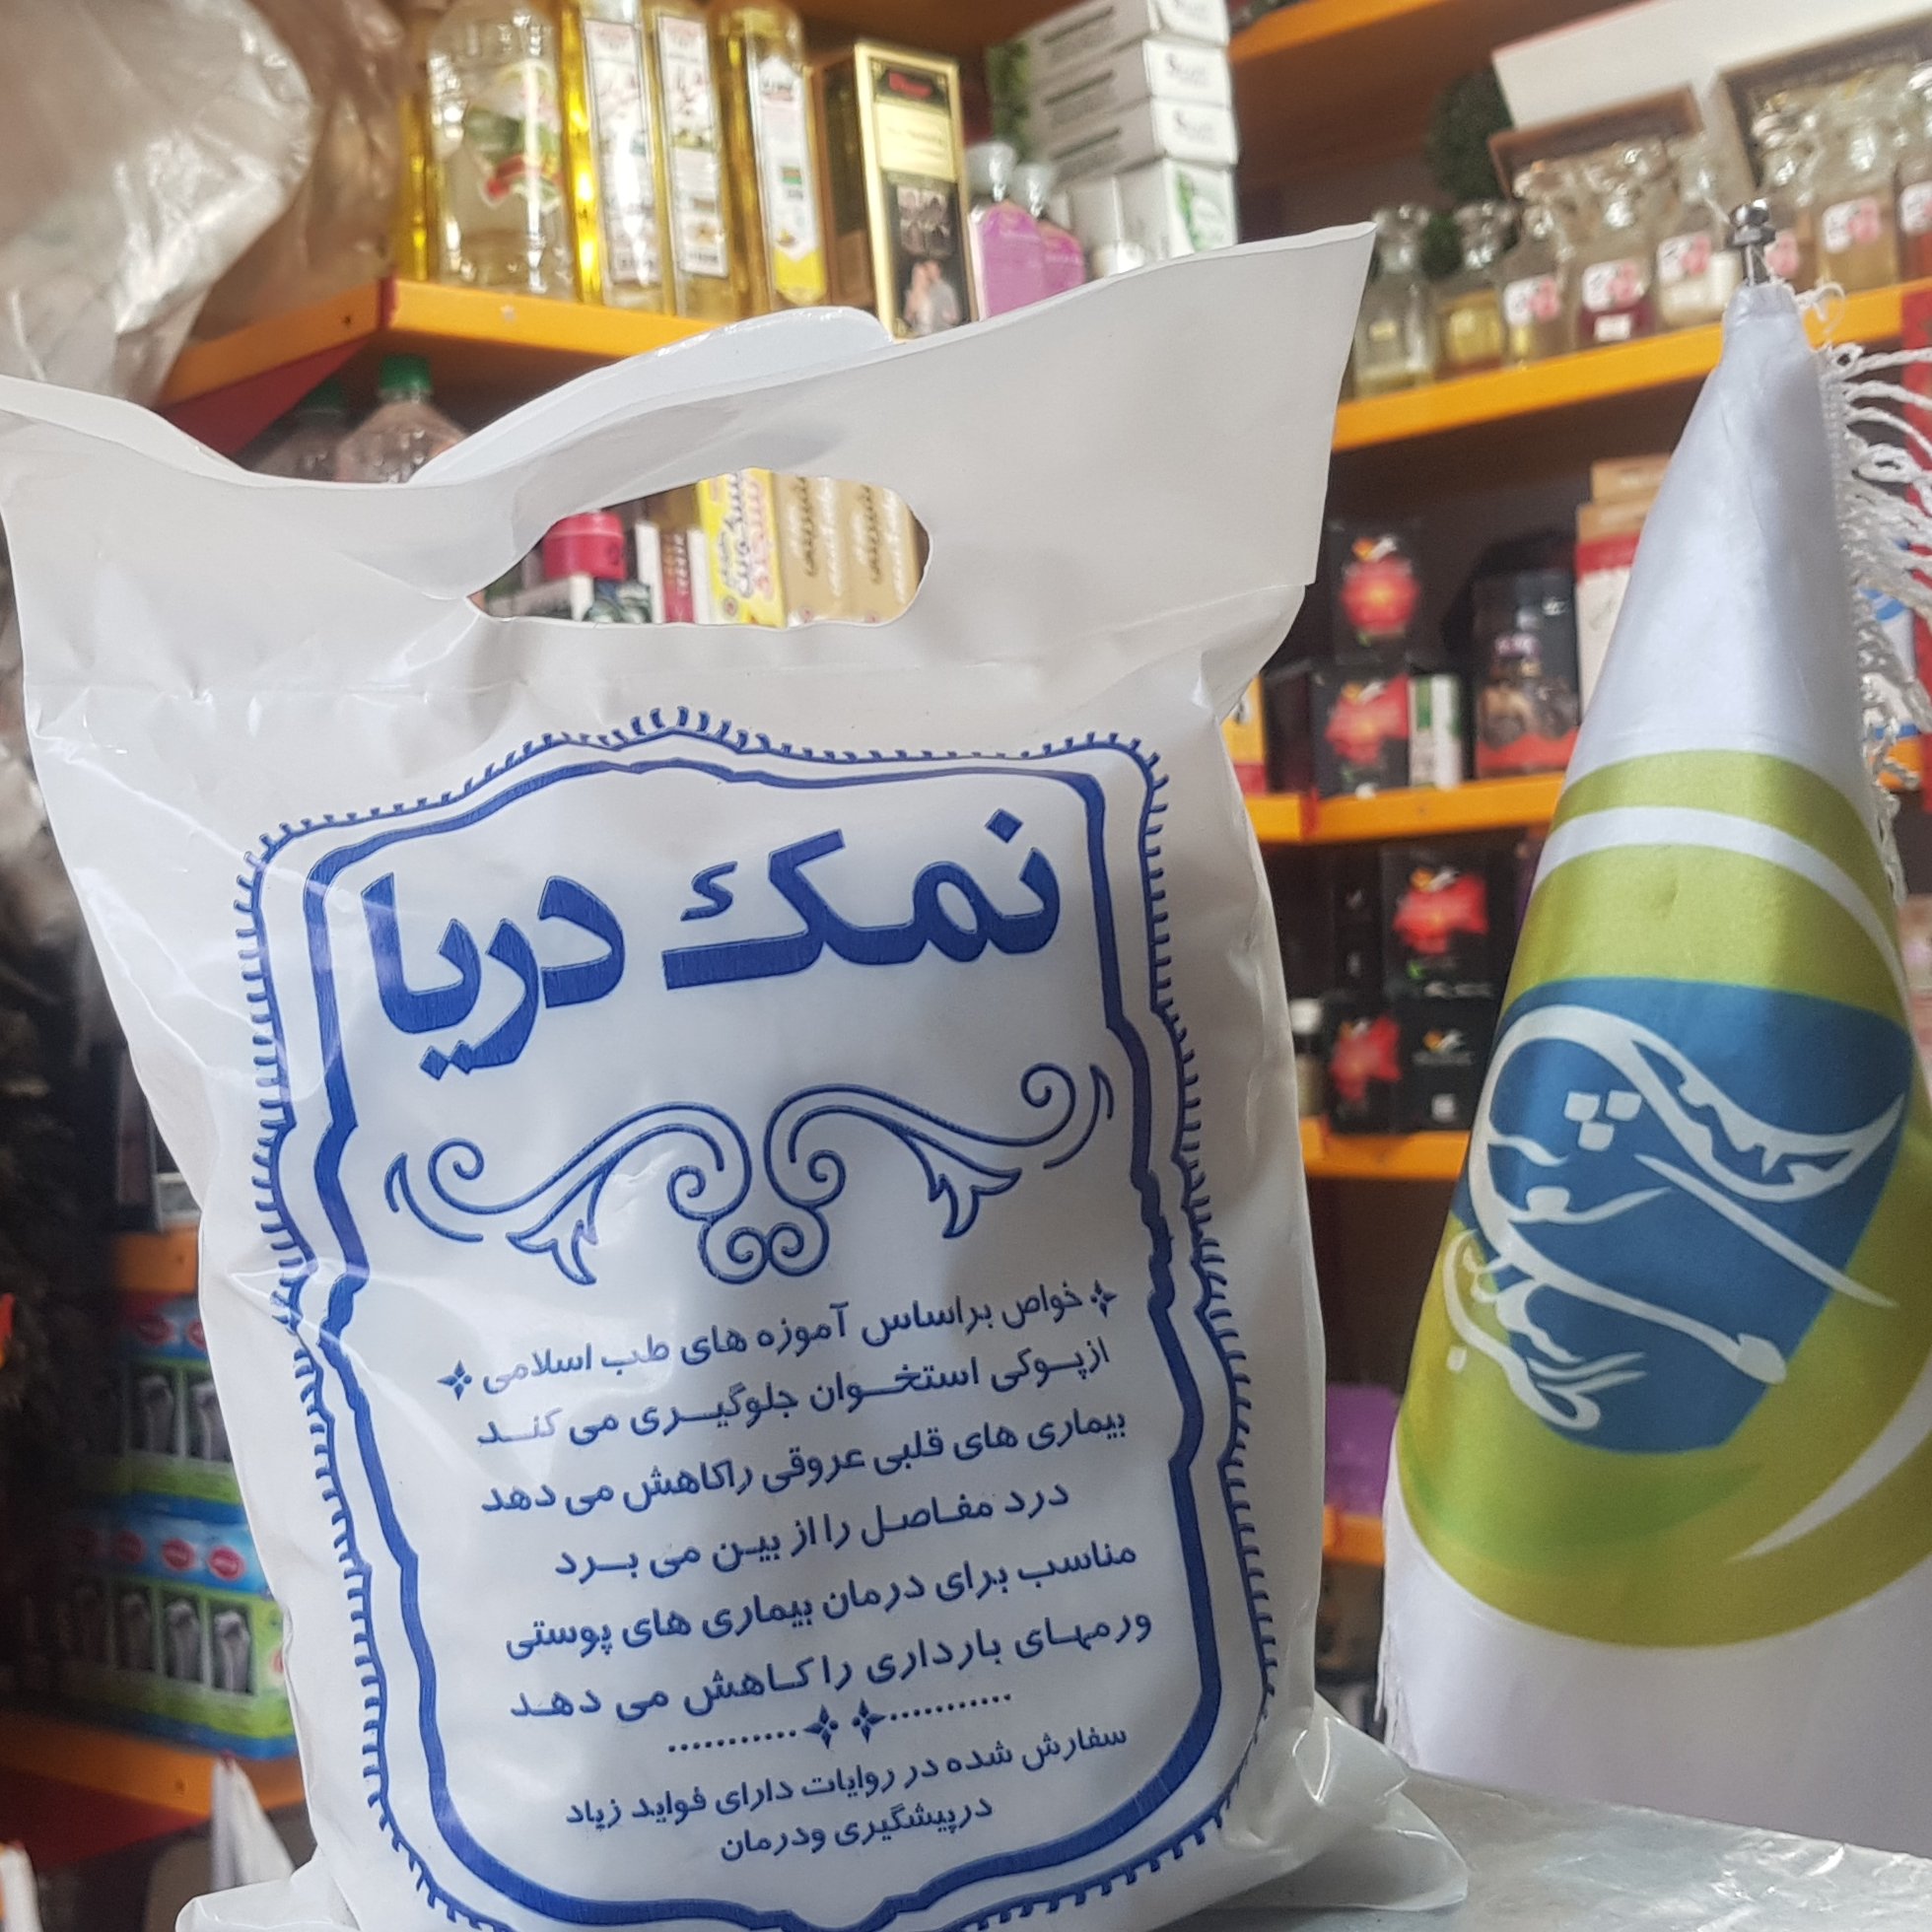 نمک دریا
خواص براساس آموزه های طب اسلامی
ازپوکی استخوان جلوگیری می کند
بیماری های قلبی عروقی راکاهش می دهد
درد مفاصل را از بین می برد
مناسب برای درمان بیماری های پوستی
ورمهای بارداری را کاهش می دهد
سفارش شده در روایات دارای فواید زیاد
درپیشگیری ودرمان